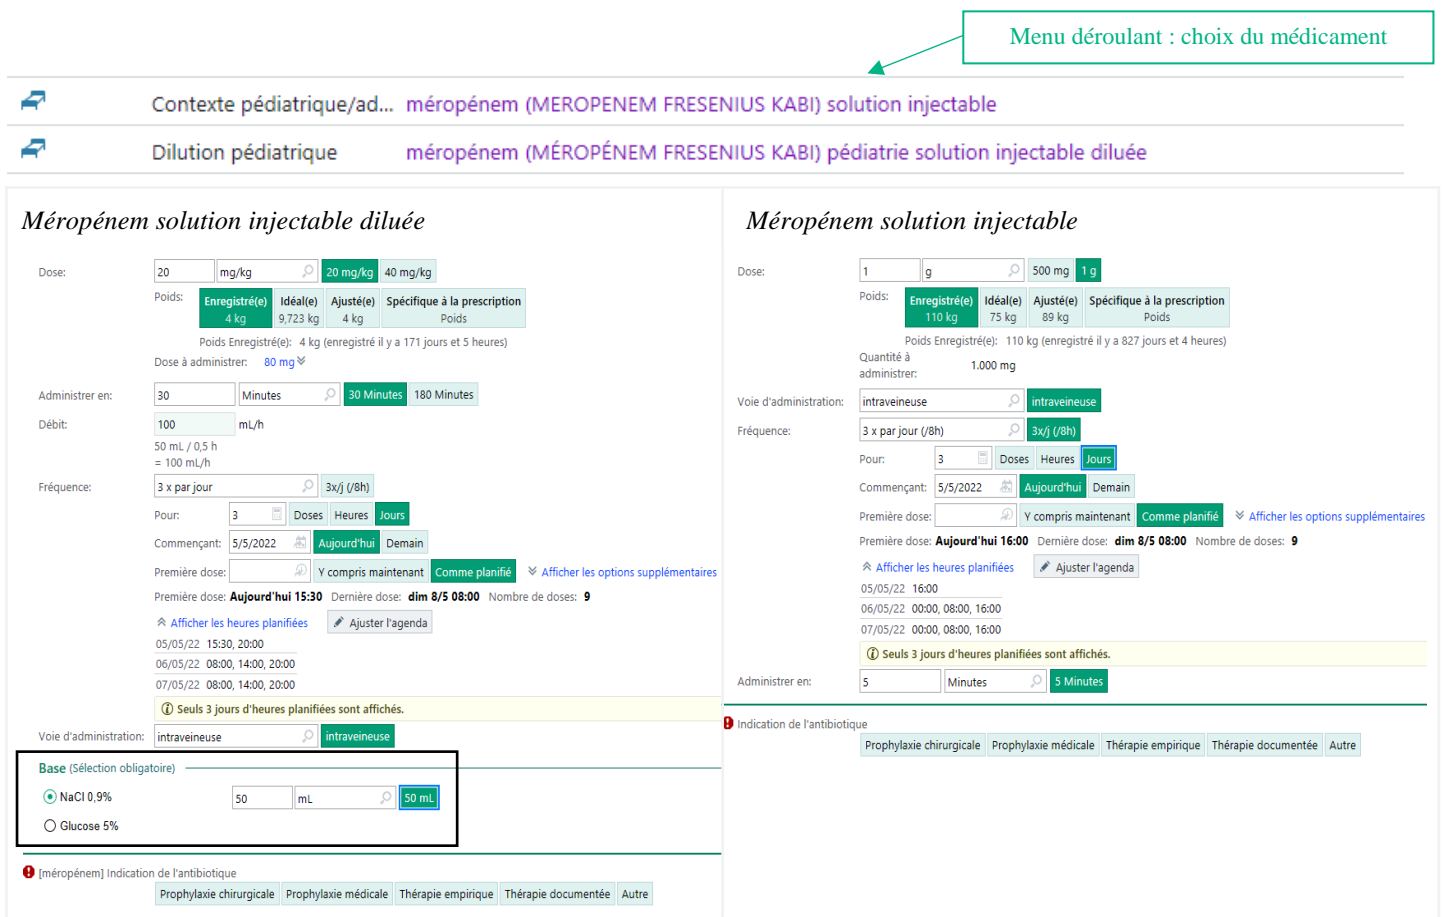 Menu déroulant : choix du médicament
Contexte pédiatrique/ad... méropénem (MEROPENEM FRESENIUS KABI) solution injectable
Dilution pédiatrique méropénem (MÉROPÉNEM FRESENIUS KABI) pédiatrie solution injectable diluée
Méropénem solution injectable diluée
Dose: 20 mg/kg 20 mg/kg 40 mg/kg
Poids: Enregistré(e) Idéal(e) Ajusté(e) Spécifique à la prescription
4 kg 9,723 kg 4 kg Poids
Poids Enregistré(e): 4 kg (enregistré il y a 171 jours et 5 heures)
Dose à administrer: 80 mg
Administrer en: 30 Minutes 30 Minutes 180 Minutes
Débit: 100 mL/h
50 mL / 0,5 h
= 100 mL/h
Fréquence: 3 x par jour 3x/j (/8h)
Pour: 3 Doses Heures Jours
Commençant: 5/5/2022 Aujourd'hui Demain
Première dose: Y compris maintenant Comme planifié Afficher les options supplémentaires
Première dose: Aujourd'hui 15:30 Dernière dose: dim 8/5 08:00 Nombre de doses: 9
Afficher les heures planifiées Ajuster l'agenda
05/05/22 15:30, 20:00
06/05/22 08:00, 14:00, 20:00
07/05/22 08:00, 14:00, 20:00
Seuls 3 jours d'heures planifiées sont affichés.
Voie d'administration: intraveineuse intraveineuse
Base (Sélection obligatoire)
NaCl 0,9% 50 mL 50 mL
Glucose 5%
[méropénem] Indication de l'antibiotique
Prophylaxie chirurgicale Prophylaxie médicale Thérapie empirique Thérapie documentée Autre
Méropénem solution injectable
Dose: 1 g 500 mg 1 g
Poids: Enregistré(e) Idéal(e) Ajusté(e) Spécifique à la prescription
110 kg 75 kg 89 kg Poids
Poids Enregistré(e): 110 kg (enregistré il y a 827 jours et 4 heures)
Quantité à
administrer: 1.000 mg
Voie d'administration: intraveineuse intraveineuse
Fréquence: 3 x par jour (/8h) 3x/j (/8h)
Pour: 3 Doses Heures Jours
Commençant: 5/5/2022 Aujourd'hui Demain
Première dose: Y compris maintenant Comme planifié Afficher les options supplémentaires
Première dose: Aujourd'hui 16:00 Dernière dose: dim 8/5 08:00 Nombre de doses: 9
Afficher les heures planifiées Ajuster l'agenda
05/05/22 16:00
06/05/22 00:00, 08:00, 16:00
07/05/22 00:00, 08:00, 16:00
Seuls 3 jours d'heures planifiées sont affichés.
Administrer en: 5 Minutes 5 Minutes
Indication de l'antibiotique
Prophylaxie chirurgicale Prophylaxie médicale Thérapie empirique Thérapie documentée Autre